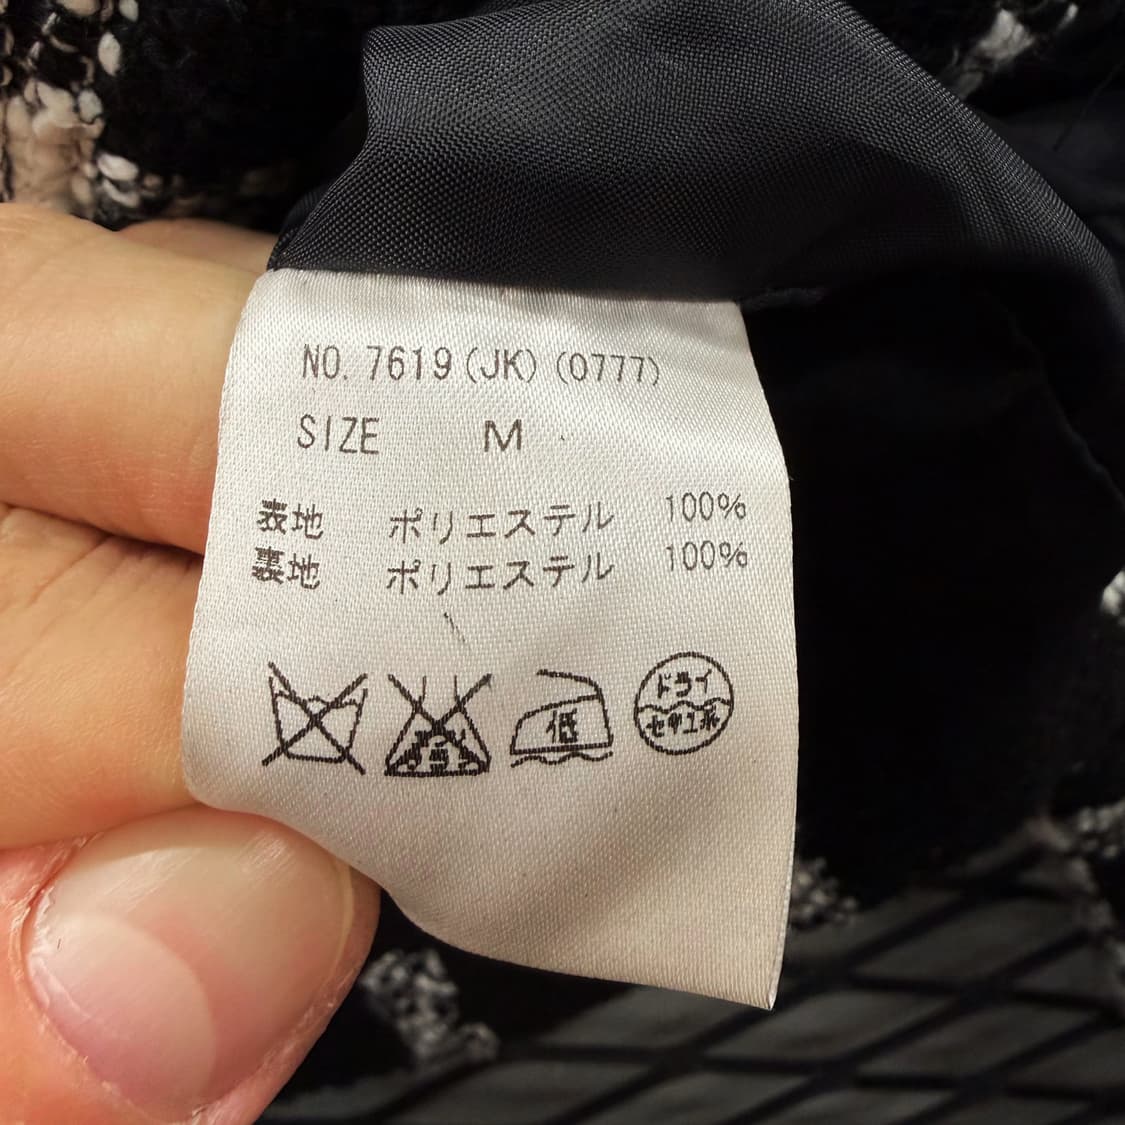 NO. 7619(JK)(0777)
SIZE M
表地 ポリエステル 100%
裏地 ポリエステル 100%
低
ドライ
セキユ系